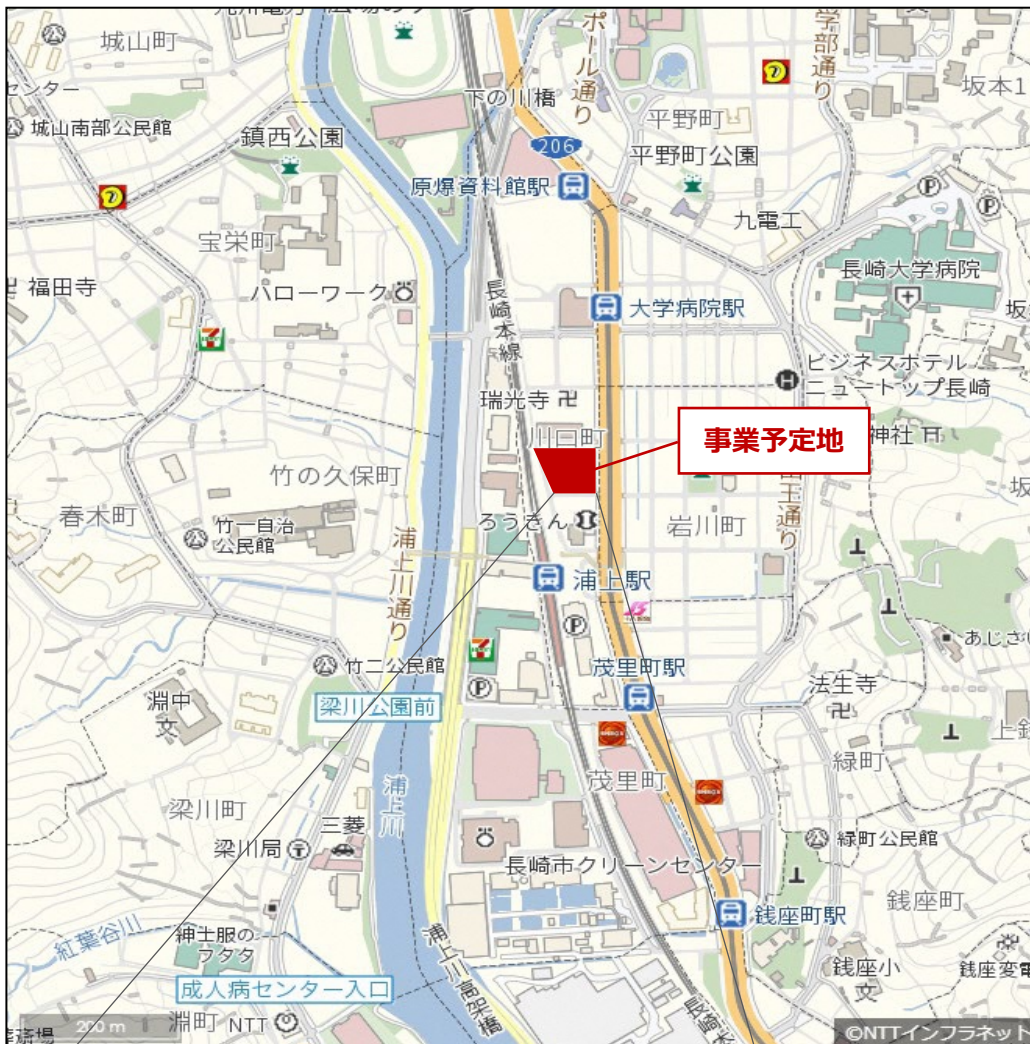 城山町
センター
城山南部公民館
鎮西公園
下の川橋
ポール通り
学部通り
坂本1
平野町
206
平野町公園
原爆資料館駅
九電工
宝栄町
長崎大学病院
福田寺
ハローワーク
長崎本線
大学病院駅
ビジネスホテル
ニュートップ長崎
瑞光寺
川口町
事業予定地
神社
竹の久保町
春木町
竹一自治
公民館
ろうきん
岩川町
浦上川通り
浦上駅
あじさい
竹二公民館
茂里町駅
法生寺
梁川公園前
淵中
茂里町
緑町
浦上川
梁川町
三菱
梁川局
緑町公民館
長崎市クリーンセンター
銭座町
銭座町駅
紅葉谷川
紳士服の
フタタ
浦上川高架橋
銭座小
銭座変電
成人病センター入口
200 m
淵町
NTT
斎場
©NTTインフラネット